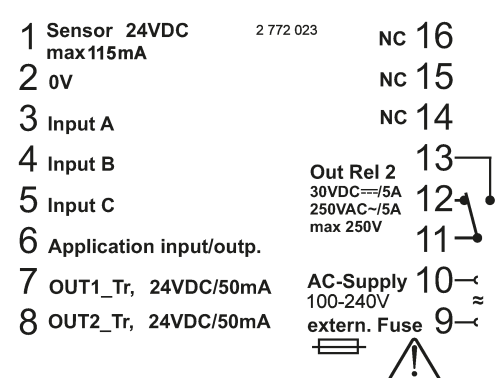 1 Sensor 24VDC
max 115mA
2 0V
3 Input A
4 Input B
5 Input C
6 Application input/outp.
7 OUT1_Tr, 24VDC/50mA
8 OUT2_Tr, 24VDC/50mA
2 772 023
NC 16
NC 15
NC 14
13
Out Rel 2
30VDC⎓/5A 12
250VAC~/5A
max 250V 11
AC-Supply 10
100-240V ≈
extern. Fuse 9
!